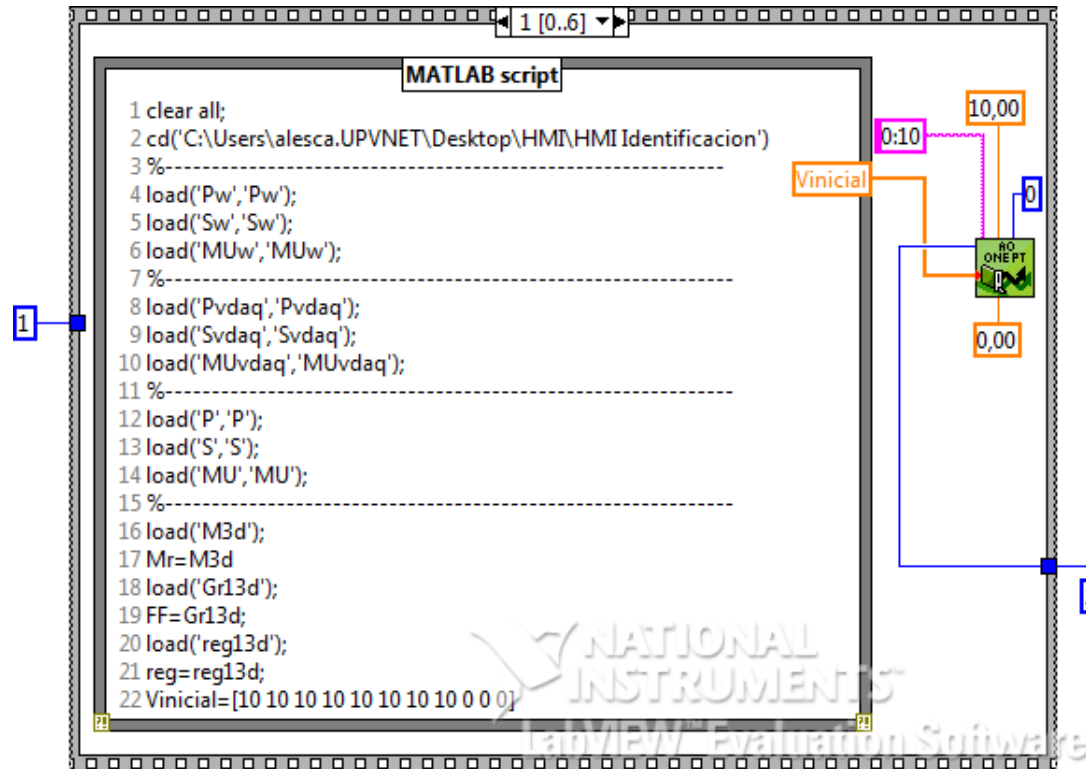 1 [0..6]
MATLAB script
1 clear all;
2 cd('C:\Users\alesca.UPVNET\Desktop\HMI\HMI Identificacion')
3 %-------------------------------------------------------------
4 load('Pw','Pw');
5 load('Sw','Sw');
6 load('MUw','MUw');
7 %--------------------------------------------------------------
8 load('Pvdaq','Pvdaq');
9 load('Svdaq','Svdaq');
10 load('MUvdaq','MUvdaq');
11 %--------------------------------------------------------------
12 load('P','P');
13 load('S','S');
14 load('MU','MU');
15 %--------------------------------------------------------------
16 load('M3d');
17 Mr=M3d
18 load('Gr13d');
19 FF=Gr13d;
20 load('reg13d');
21 reg=reg13d;
22 Vinicial=[10 10 10 10 10 10 10 10 0 0 0]
1
Vinicial
0:10
10,00
0
AO
ONE PT
0,00
NATIONAL
INSTRUMENTS™
LabVIEW™ Evaluation Software